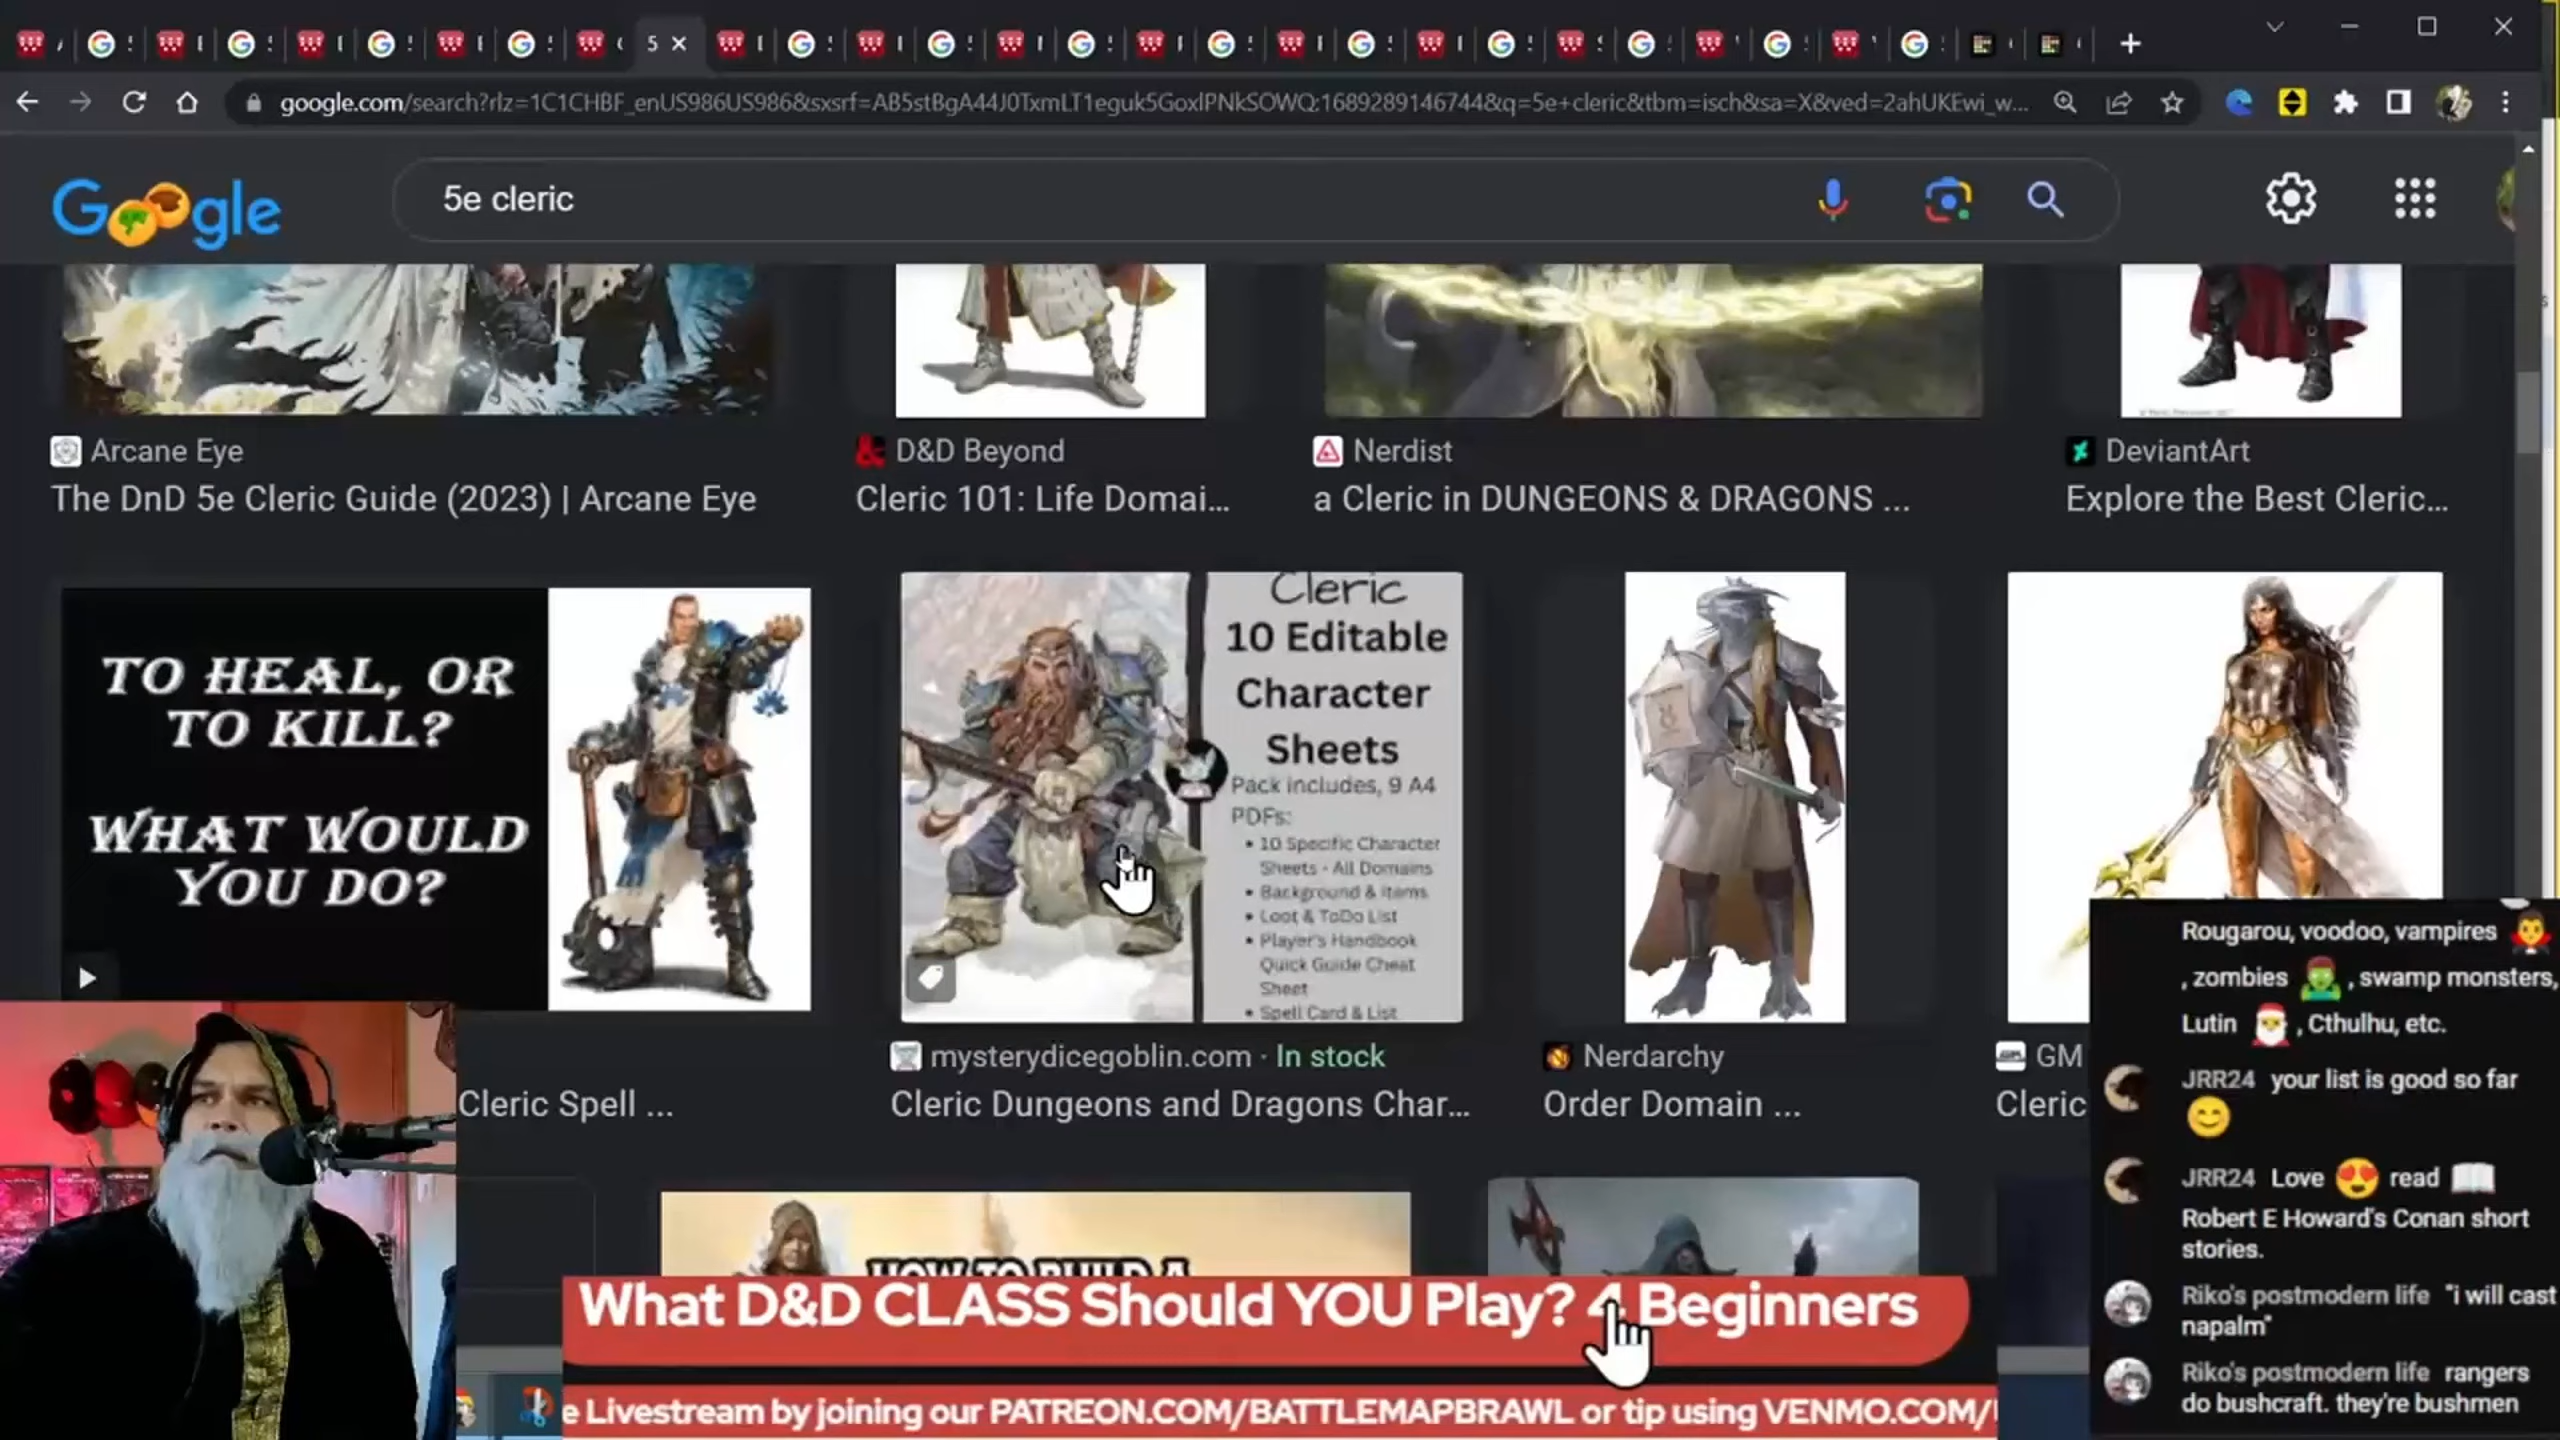 5
google.com/search?rlz=1C1CHBF_enUS986US986&sxsrf=AB5stBgA44J0TxmLT1eguk5GoxlPNkSOWQ:1689289146744&q=5e+cleric&tbm=isch&sa=X&ved=2ahUKEwi_w...
Google
5e cleric
Arcane Eye
The DnD 5e Cleric Guide (2023) | Arcane Eye
D&D Beyond
Cleric 101: Life Domai...
Nerdist
a Cleric in DUNGEONS & DRAGONS ...
DeviantArt
Explore the Best Cleric...
TO HEAL, OR
TO KILL?
WHAT WOULD
YOU DO?
Cleric
10 Editable
Character
Sheets
Pack includes, 9 A4
PDFs:
• 10 Specific Character
Sheets - All Domains
• Background & Items
• Loot & ToDo List
• Player's Handbook
Quick Guide Cheat
Sheet
• Spell Card & List
Cleric Spell ...
mysterydicegoblin.com · In stock
Cleric Dungeons and Dragons Char...
Nerdarchy
Order Domain ...
GM
Cleric
HOW TO BUILD A
Rougarou, voodoo, vampires 🧛
, zombies 🧟 , swamp monsters,
Lutin 🎅 , Cthulhu, etc.
JRR24 your list is good so far
😊
JRR24 Love 😍 read 📖
Robert E Howard's Conan short
stories.
Riko's postmodern life "i will cast
napalm"
Riko's postmodern life rangers
do bushcraft. they're bushmen
What D&D CLASS Should YOU Play? 4 Beginners
e Livestream by joining our PATREON.COM/BATTLEMAPBRAWL or tip using VENMO.COM/